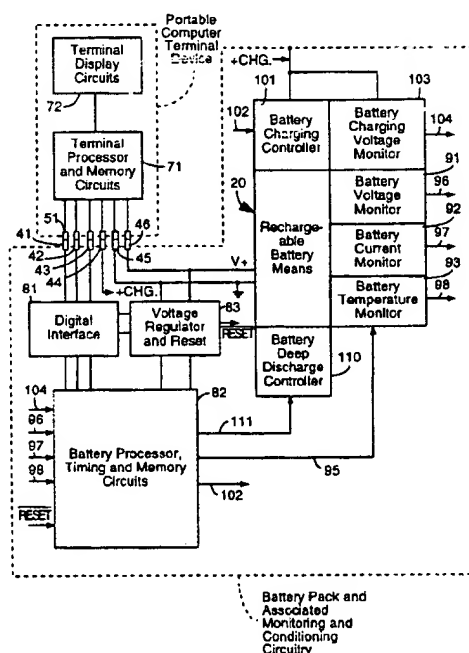 Portable
Computer
Terminal
Device
Terminal
Display
Circuits
72
Terminal
Processor
and Memory
Circuits
71
51
41
42
43
44
46
45
+CHG.
V+
81
Digital
Interface
Voltage
Regulator
and Reset
83
RESET
+CHG.
101
103
102
Battery
Charging
Controller
Battery
Charging
Voltage
Monitor
104
91
20
Recharge-
able
Battery
Means
Battery
Voltage
Monitor
96
92
Battery
Current
Monitor
97
93
Battery
Temperature
Monitor
98
Battery
Deep
Discharge
Controller
110
82
104
96
97
98
RESET
Battery Processor,
Timing and Memory
Circuits
111
95
102
Battery Pack and
Associated
Monitoring and
Conditioning
Circuitry